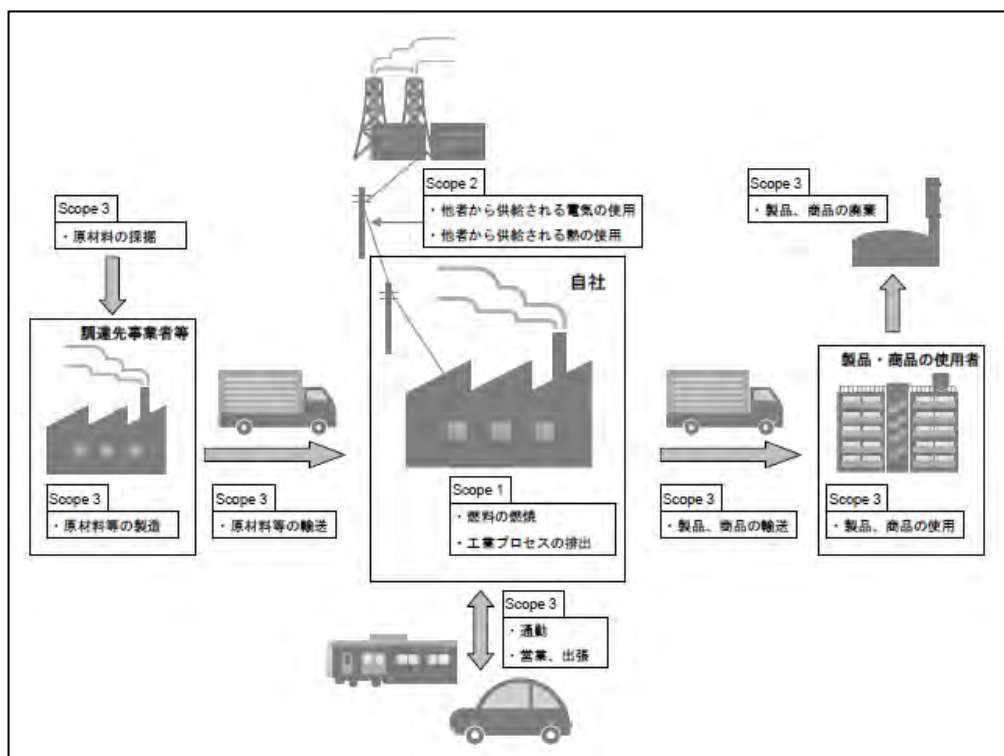 Scope 3
・原材料の採掘
調達先事業者等
Scope 3
・原材料等の製造
Scope 3
・原材料等の輸送
Scope 2
・他者から供給される電気の使用
・他者から供給される熱の使用
自社
Scope 1
・燃料の燃焼
・工業プロセスの排出
Scope 3
・通勤
・営業、出張
Scope 3
・製品、商品の輸送
製品・商品の使用者
Scope 3
・製品、商品の使用
Scope 3
・製品、商品の廃棄